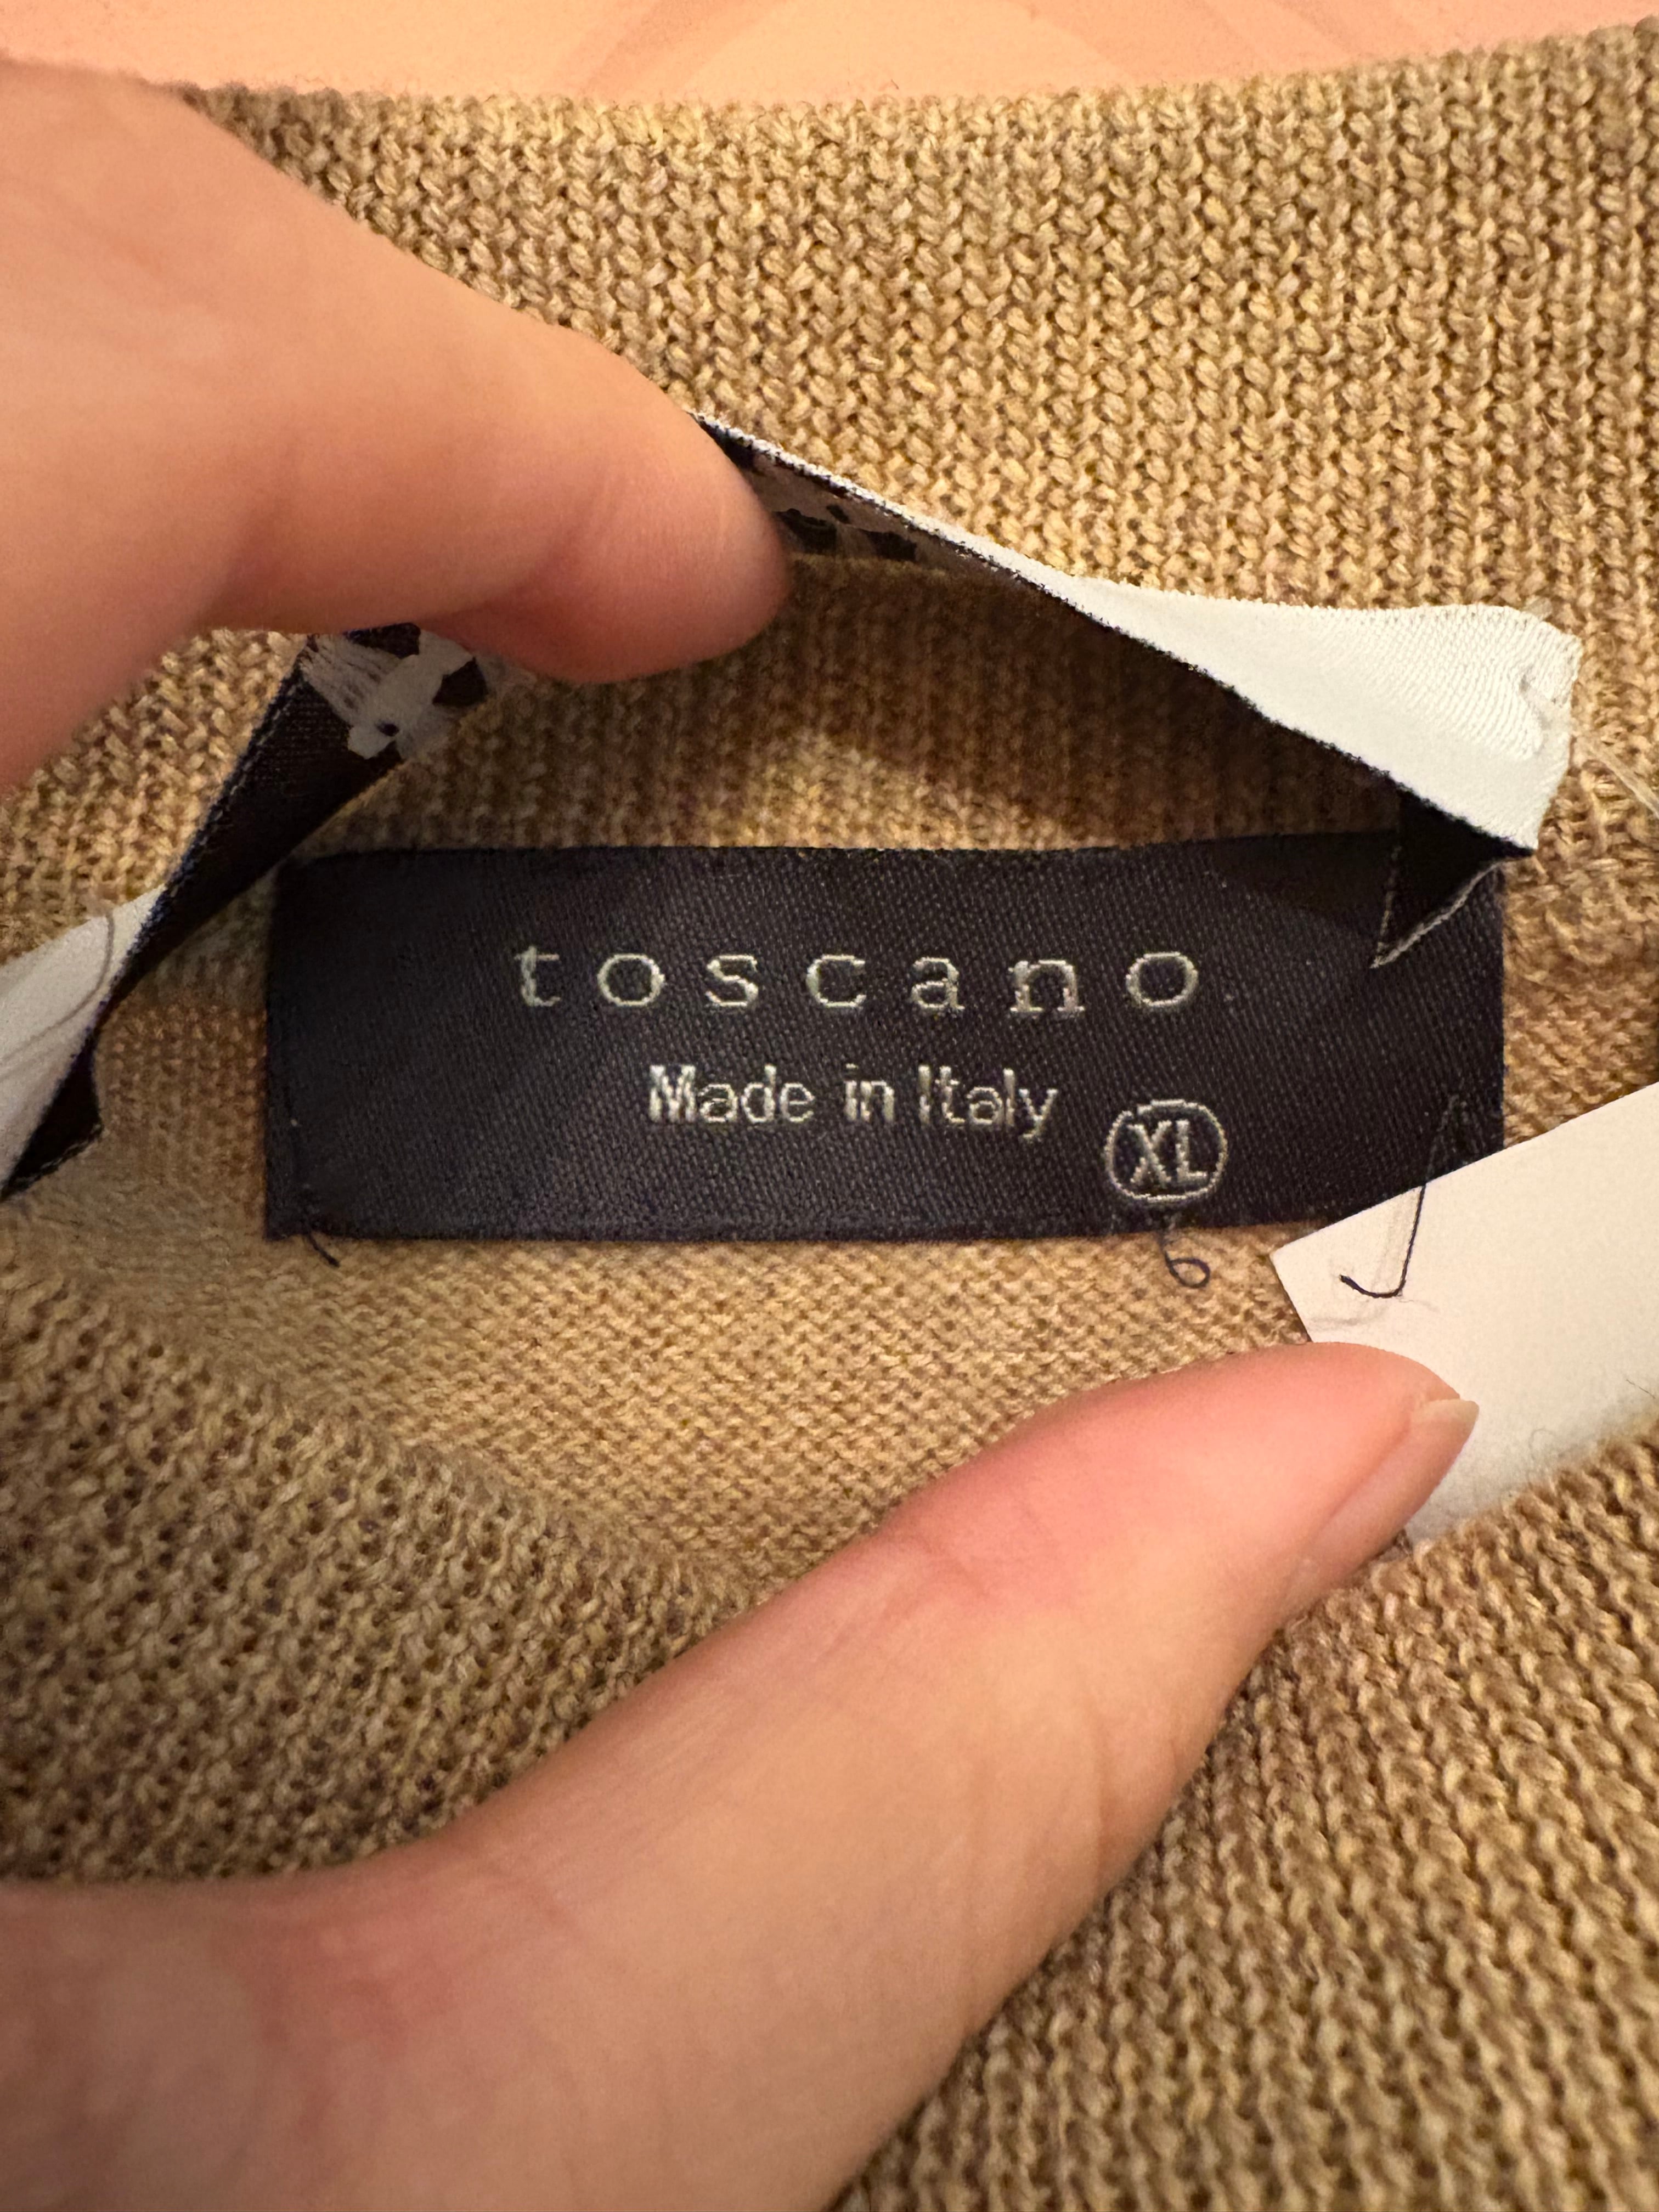 toscano
Made in Italy
XL